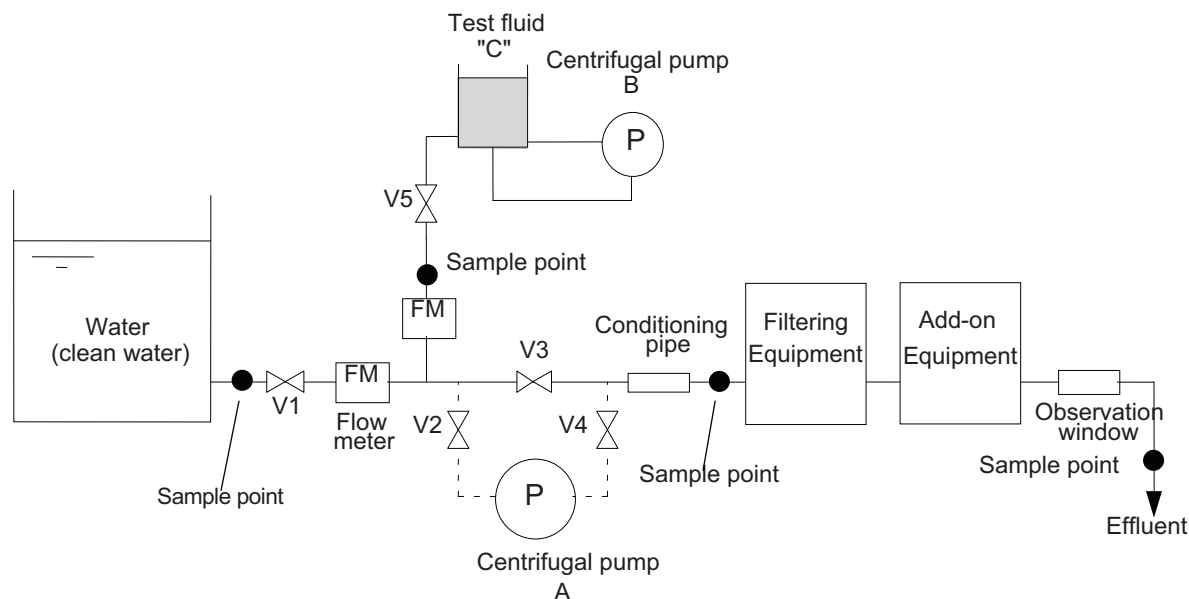 Test fluid
"C"
Centrifugal pump
B
P
V5
Sample point
FM
Water
(clean water)
V1
FM
Flow
meter
V3
V2
V4
Conditioning
pipe
Filtering
Equipment
Add-on
Equipment
Observation
window
Sample point
Sample point
Sample point
P
Effluent
Centrifugal pump
A